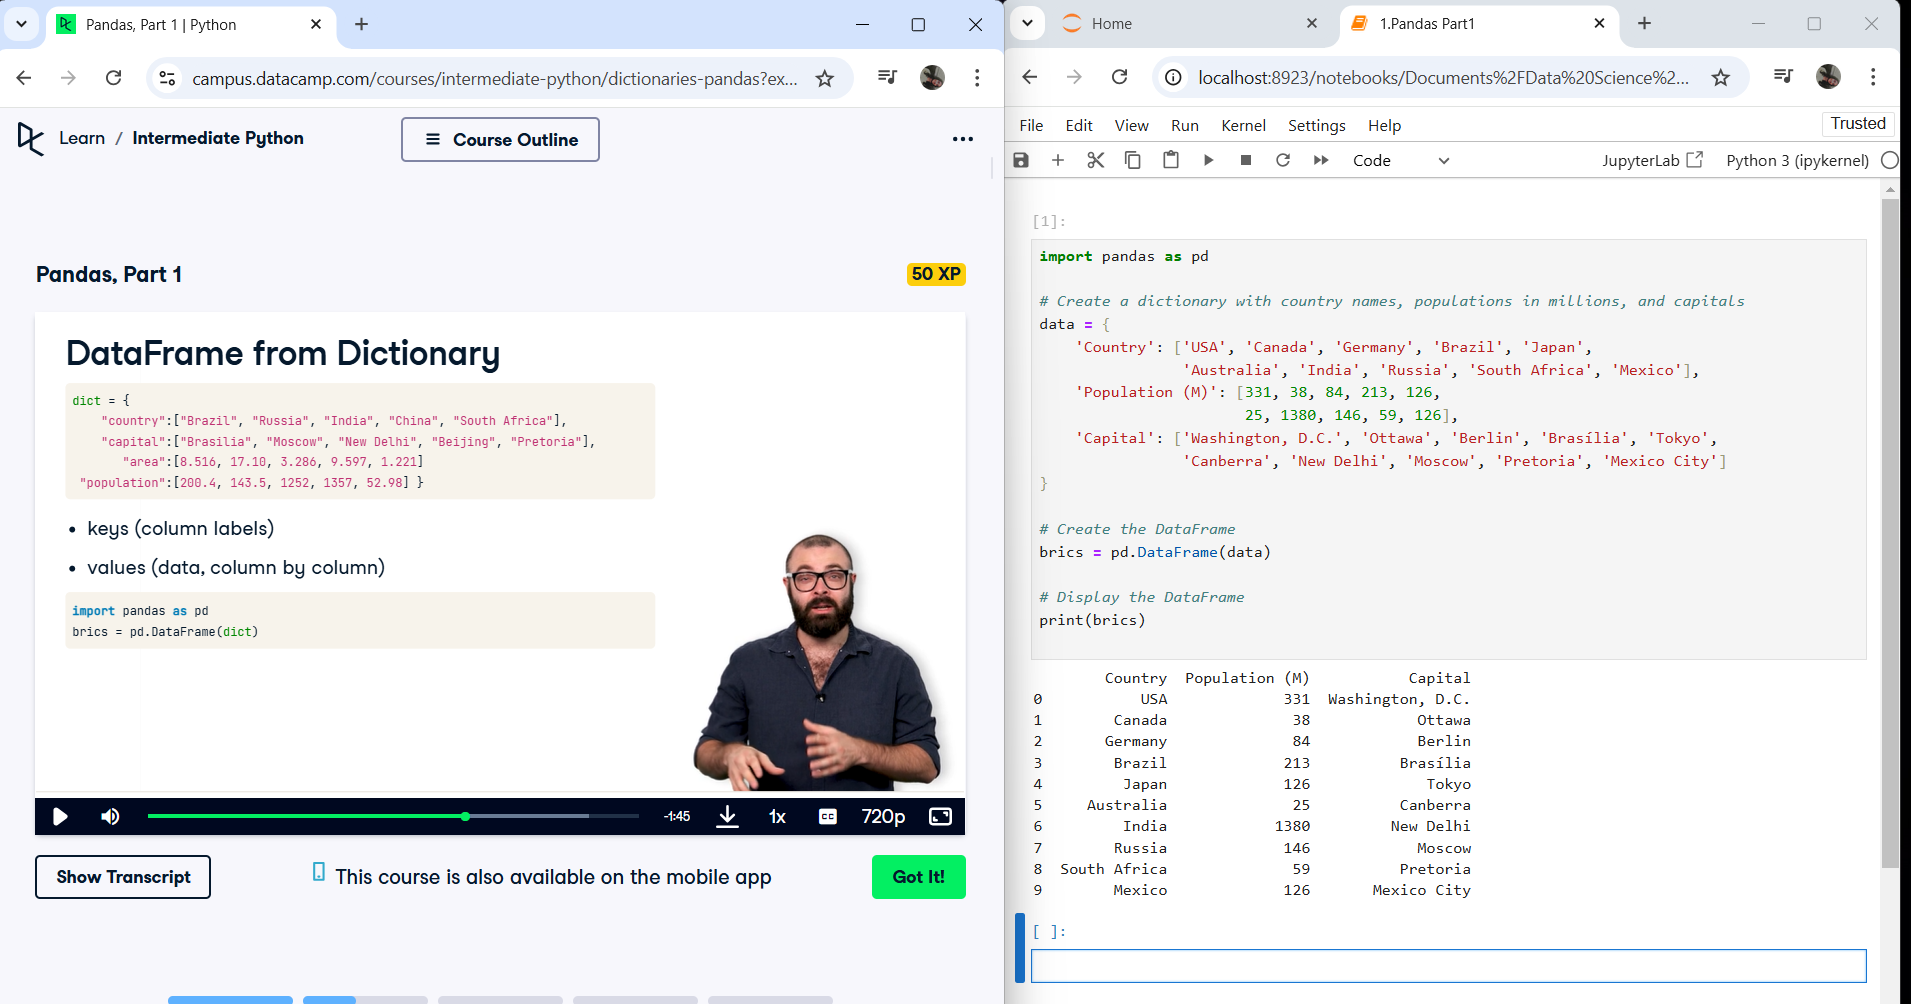 Pandas, Part 1 | Python
campus.datacamp.com/courses/intermediate-python/dictionaries-pandas?ex...
Learn / Intermediate Python
Course Outline
Pandas, Part 1
50 XP
DataFrame from Dictionary
dict = {
"country":["Brazil", "Russia", "India", "China", "South Africa"],
"capital":["Brasilia", "Moscow", "New Delhi", "Beijing", "Pretoria"],
"area":[8.516, 17.10, 3.286, 9.597, 1.221]
"population":[200.4, 143.5, 1252, 1357, 52.98] }
• keys (column labels)
• values (data, column by column)
import pandas as pd
brics = pd.DataFrame(dict)
-1:45
1x
CC
720p
Show Transcript
This course is also available on the mobile app
Got It!
Home
1.Pandas Part1
localhost:8923/notebooks/Documents%2FData%20Science%2...
File Edit View Run Kernel Settings Help
Trusted
Code
JupyterLab
Python 3 (ipykernel)
[1]:
import pandas as pd
# Create a dictionary with country names, populations in millions, and capitals
data = {
'Country': ['USA', 'Canada', 'Germany', 'Brazil', 'Japan',
'Australia', 'India', 'Russia', 'South Africa', 'Mexico'],
'Population (M)': [331, 38, 84, 213, 126,
25, 1380, 146, 59, 126],
'Capital': ['Washington, D.C.', 'Ottawa', 'Berlin', 'Brasília', 'Tokyo',
'Canberra', 'New Delhi', 'Moscow', 'Pretoria', 'Mexico City']
}
# Create the DataFrame
brics = pd.DataFrame(data)
# Display the DataFrame
print(brics)
Country Population (M) Capital
0 USA 331 Washington, D.C.
1 Canada 38 Ottawa
2 Germany 84 Berlin
3 Brazil 213 Brasília
4 Japan 126 Tokyo
5 Australia 25 Canberra
6 India 1380 New Delhi
7 Russia 146 Moscow
8 South Africa 59 Pretoria
9 Mexico 126 Mexico City
[ ]: